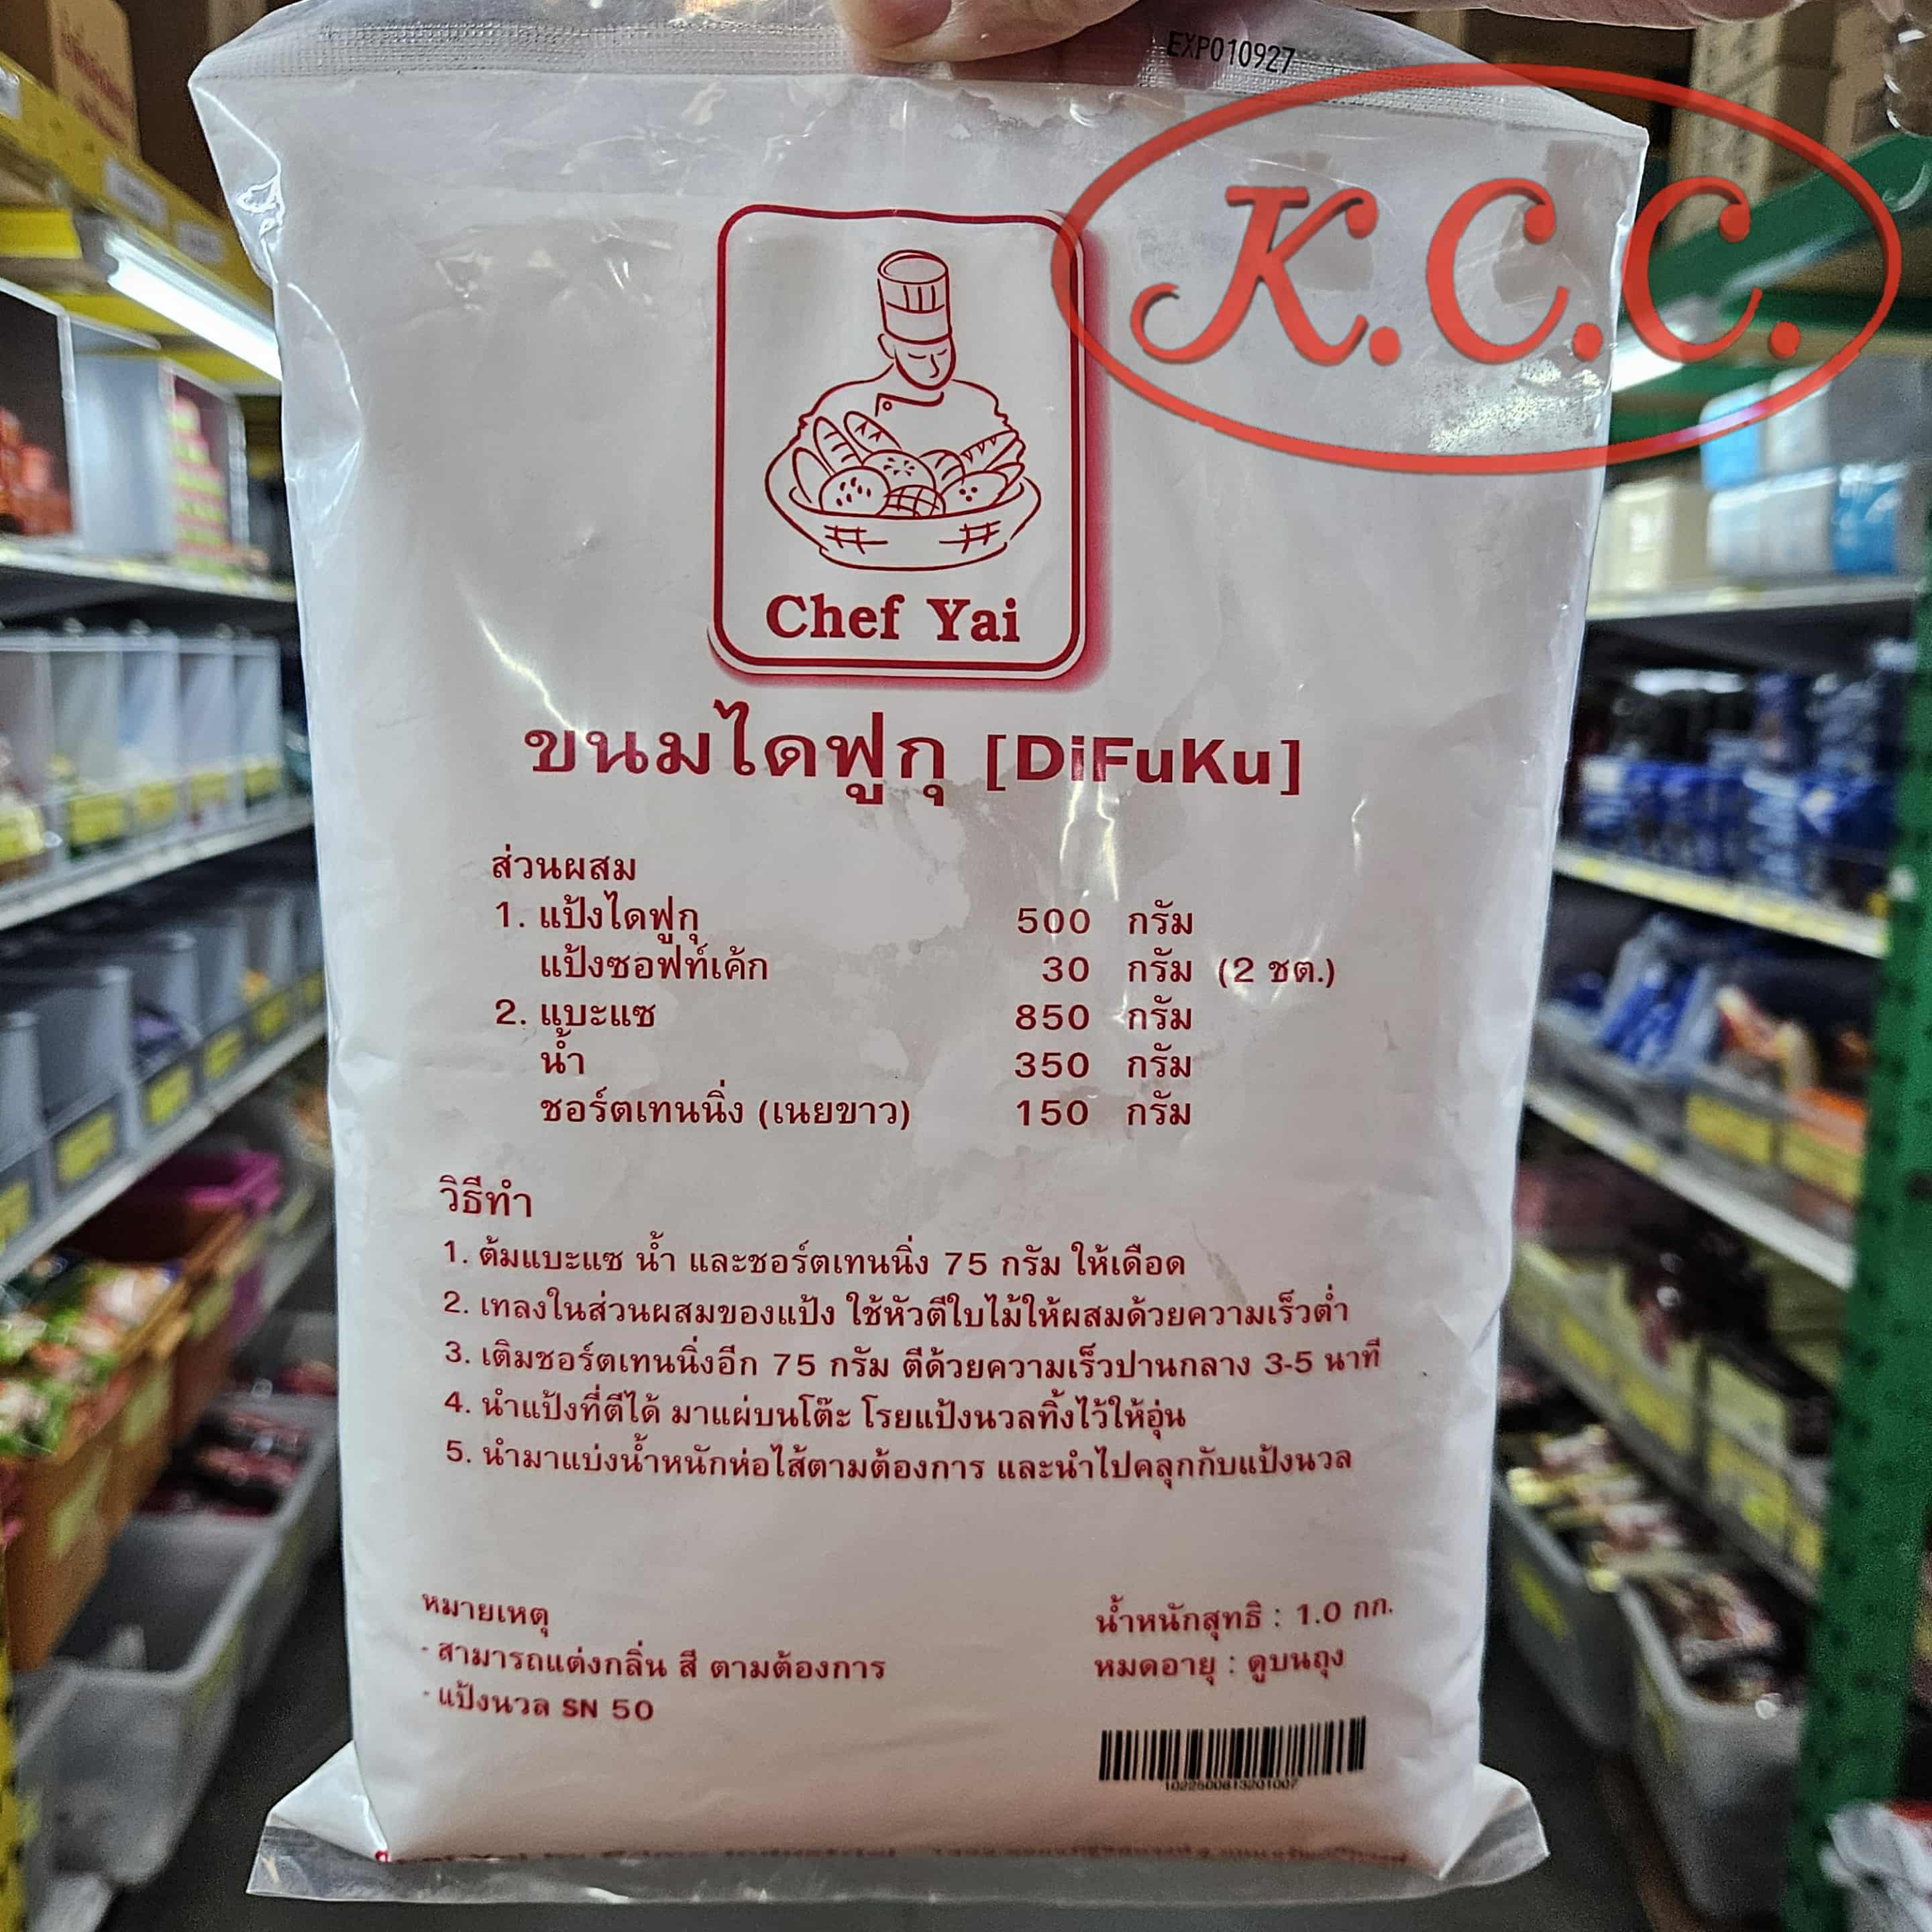 EXP010927
K.C.C.
Chef Yai
ขนมไดฟูกุ [DiFuKu]
ส่วนผสม
1. แป้งไดฟูกุ 500 กรัม
แป้งซอฟท์เค้ก 30 กรัม (2 ชต.)
2. แบะแซ 850 กรัม
น้ำ 350 กรัม
ชอร์ตเทนนิ่ง (เนยขาว) 150 กรัม
วิธีทำ
1. ต้มแบะแซ น้ำ และชอร์ตเทนนิ่ง 75 กรัม ให้เดือด
2. เทลงในส่วนผสมของแป้ง ใช้หัวตีใบไม้ให้ผสมด้วยความเร็วต่ำ
3. เติมชอร์ตเทนนิ่งอีก 75 กรัม ตีด้วยความเร็วปานกลาง 3-5 นาที
4. นำแป้งที่ตีได้ มาแผ่บนโต๊ะ โรยแป้งนวลทิ้งไว้ให้อุ่น
5. นำมาแบ่งน้ำหนักห่อไส้ตามต้องการ และนำไปคลุกกับแป้งนวล
หมายเหตุ
- สามารถแต่งกลิ่น สี ตามต้องการ
- แป้งนวล SN 50
น้ำหนักสุทธิ : 1.0 กก.
หมดอายุ : ดูบนถุง
1022500813201007